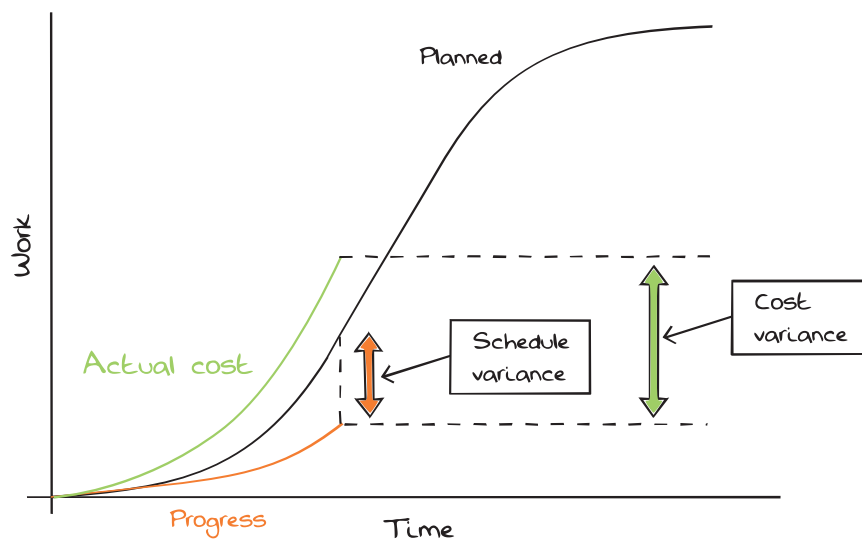 Planned
Work
Cost
variance
Schedule
variance
Actual cost
Progress
Time